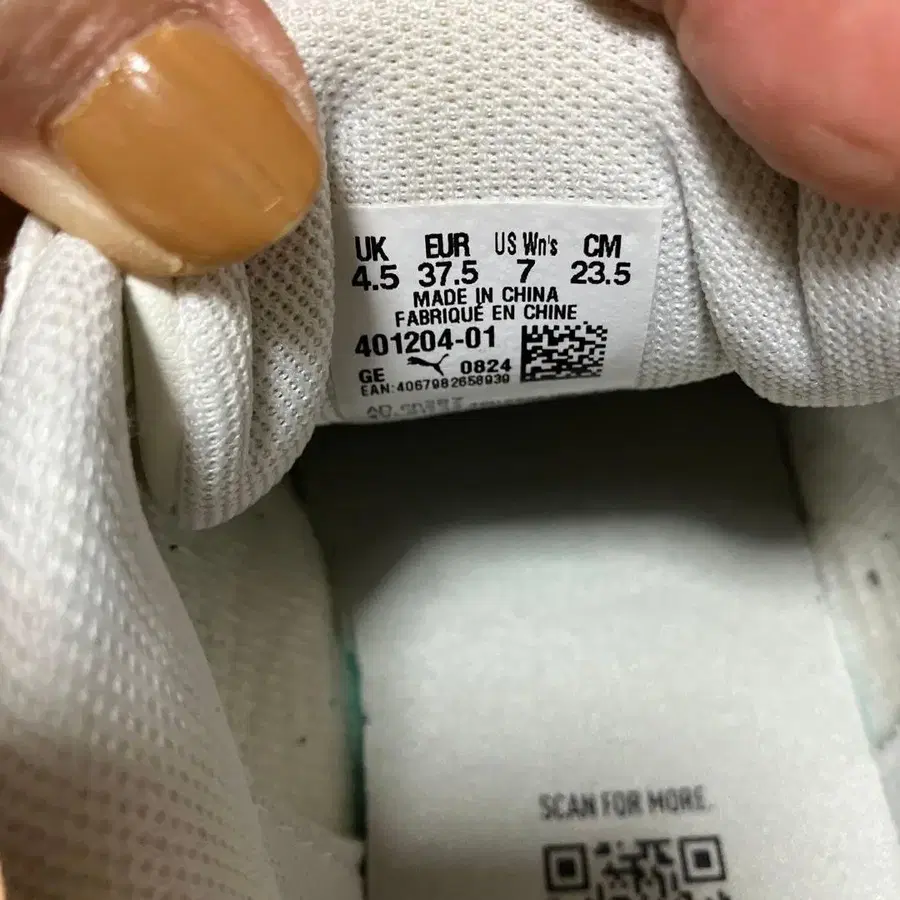 UK EUR US Wn's CM
4.5 37.5 7 23.5
MADE IN CHINA
FABRIQUÉ EN CHINE
401204-01
GE 0824
EAN:4067982658939
SCAN FOR MORE.